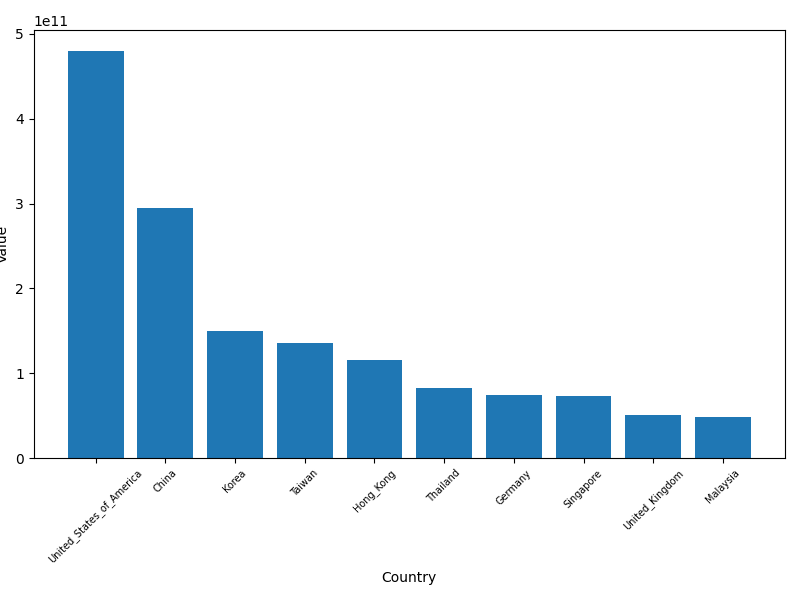 1e11
5
4
3
2
1
0
Value
United_States_of_America
China
Korea
Taiwan
Hong_Kong
Thailand
Germany
Singapore
United_Kingdom
Malaysia
Country